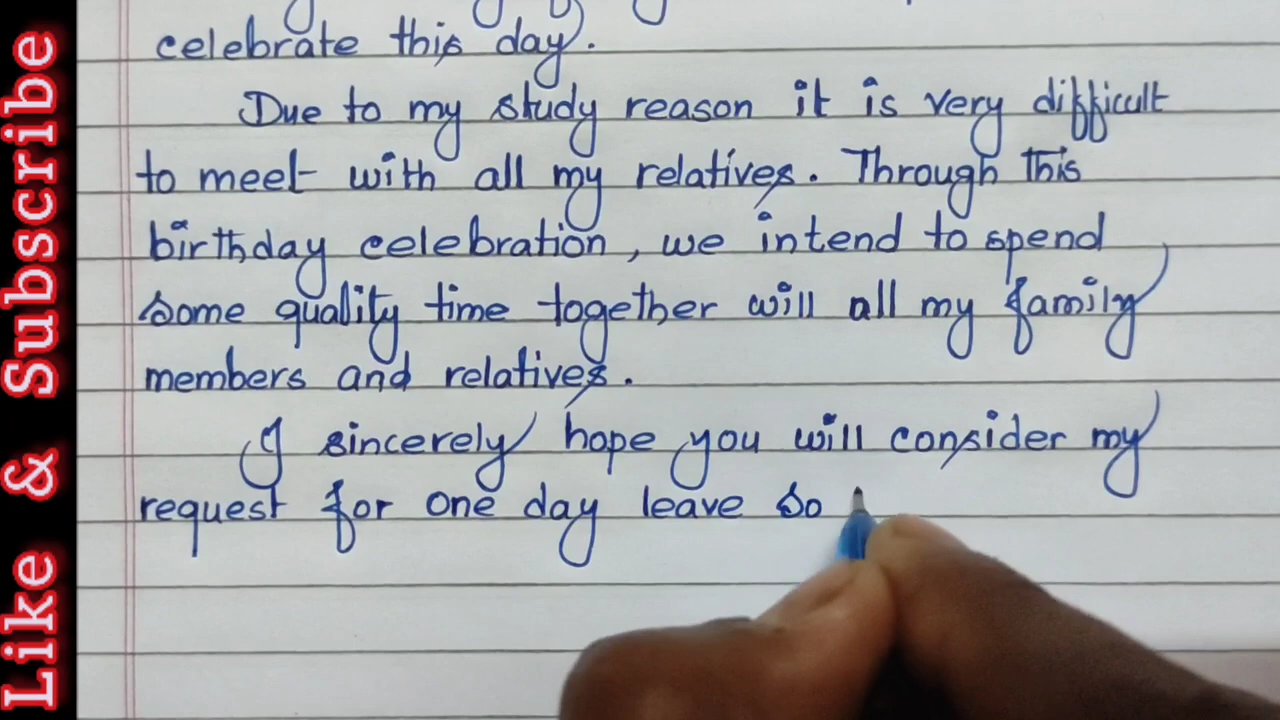 celebrate this day.
Due to my study reason it is very difficult
to meet with all my relatives. Through this
birthday celebration, we intend to spend
some quality time together will all my family
members and relatives.
I sincerely hope you will consider my
request for one day leave so
Like & Subscribe